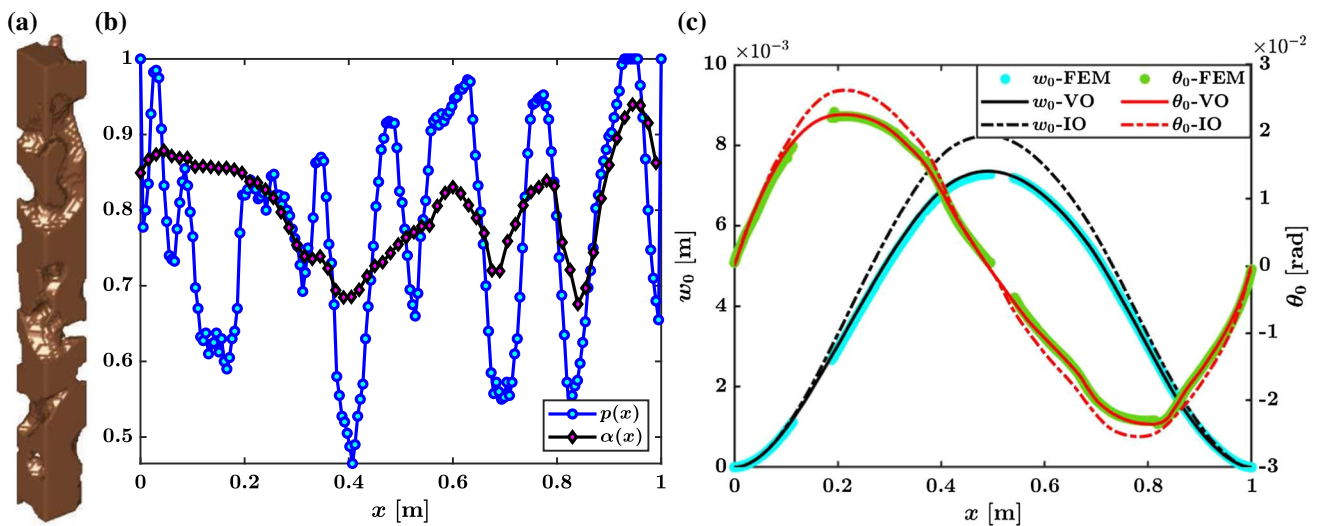 (a)
(b)
1
0.9
0.8
0.7
0.6
0.5
0
0.2
0.4
0.6
0.8
1
x [m]
p(x)
α(x)
(c)
×10⁻³
10
8
6
4
2
0
w₀ [m]
×10⁻²
3
2
1
0
-1
-2
-3
θ₀ [rad]
w₀-FEM θ₀-FEM
w₀-VO θ₀-VO
w₀-IO θ₀-IO
0
0.2
0.4
0.6
0.8
1
x [m]